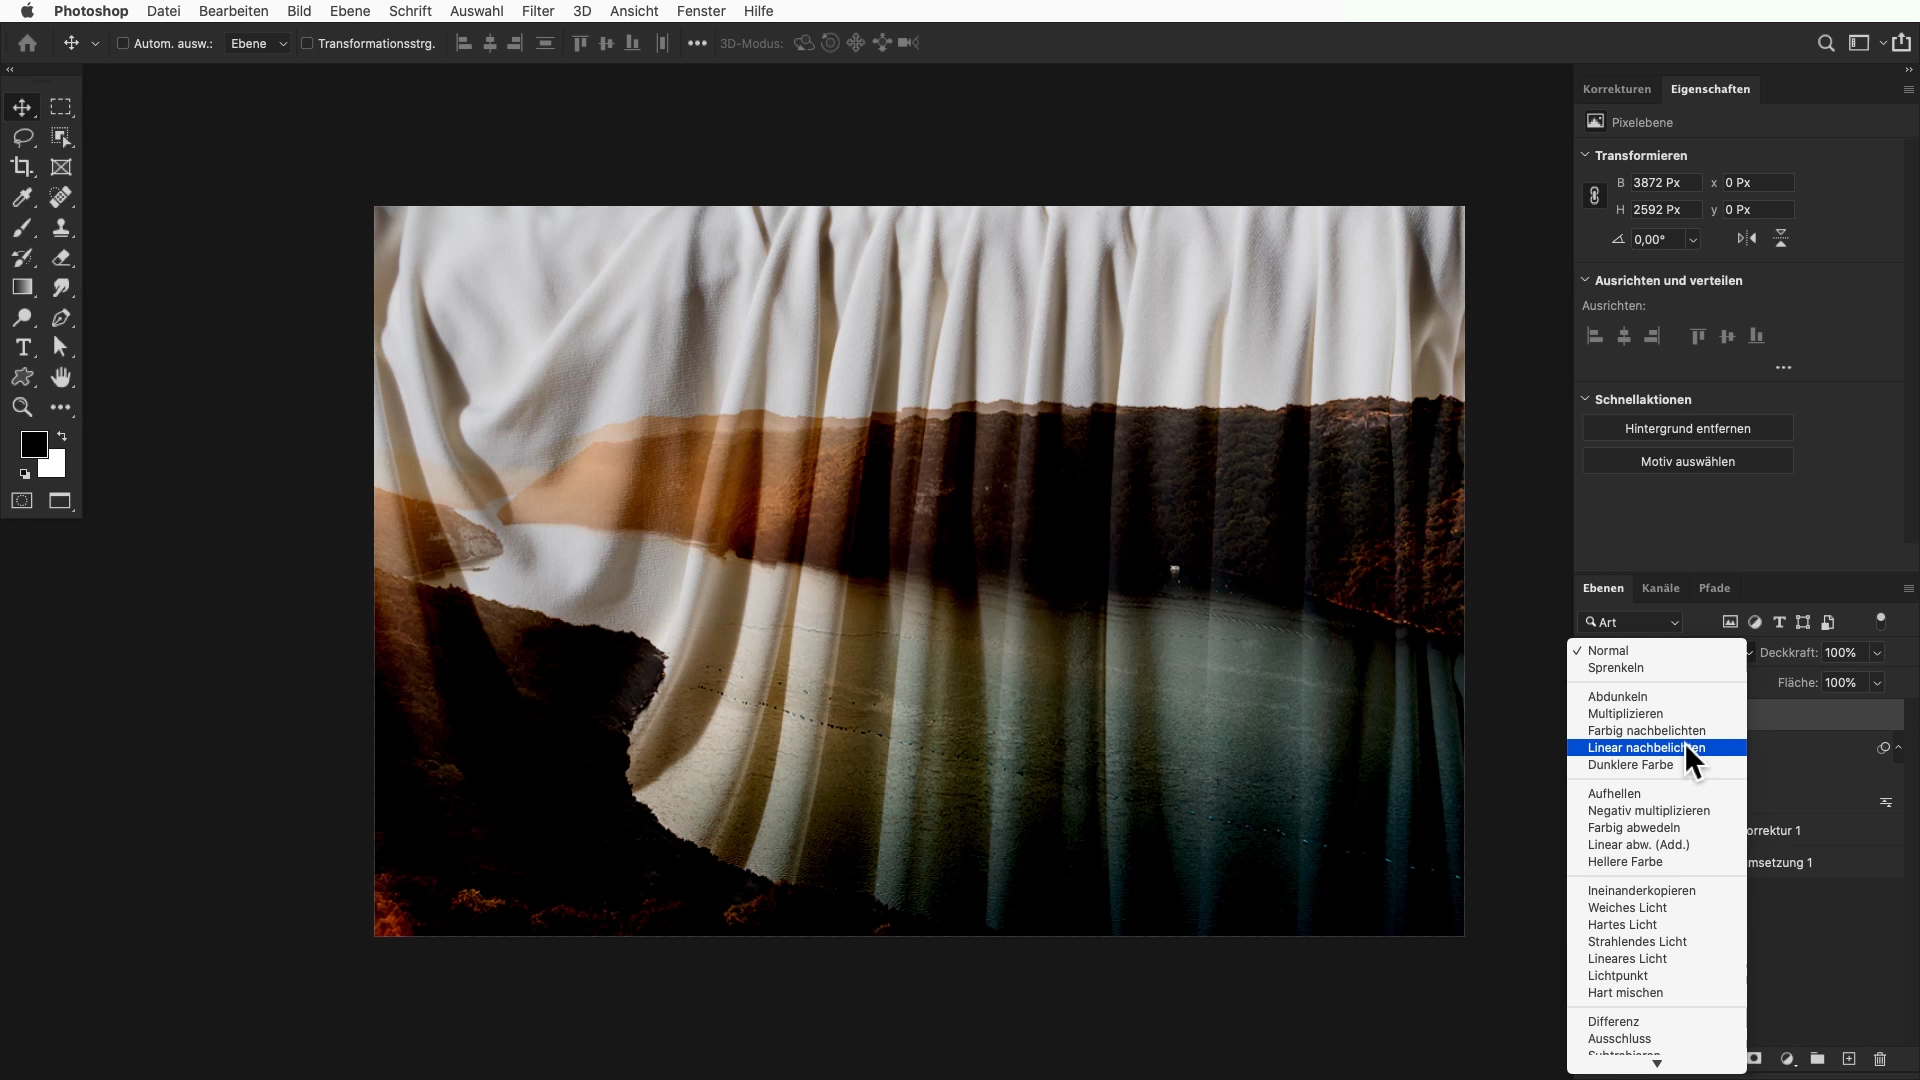 Photoshop Datei Bearbeiten Bild Ebene Schrift Auswahl Filter 3D Ansicht Fenster Hilfe
Autom. ausw.: Ebene Transformationsstrg. 3D-Modus:
Korrekturen Eigenschaften
Pixelebene
Transformieren
B 3872 Px x 0 Px
H 2592 Px y 0 Px
0,00°
Ausrichten und verteilen
Ausrichten:
Schnellaktionen
Hintergrund entfernen
Motiv auswählen
Ebenen Kanäle Pfade
Art
Deckkraft: 100%
Fläche: 100%
orrektur 1
msetzung 1
✓ Normal
Sprenkeln
Abdunkeln
Multiplizieren
Farbig nachbelichten
Linear nachbelichten
Dunklere Farbe
Aufhellen
Negativ multiplizieren
Farbig abwedeln
Linear abw. (Add.)
Hellere Farbe
Ineinanderkopieren
Weiches Licht
Hartes Licht
Strahlendes Licht
Lineares Licht
Lichtpunkt
Hart mischen
Differenz
Ausschluss